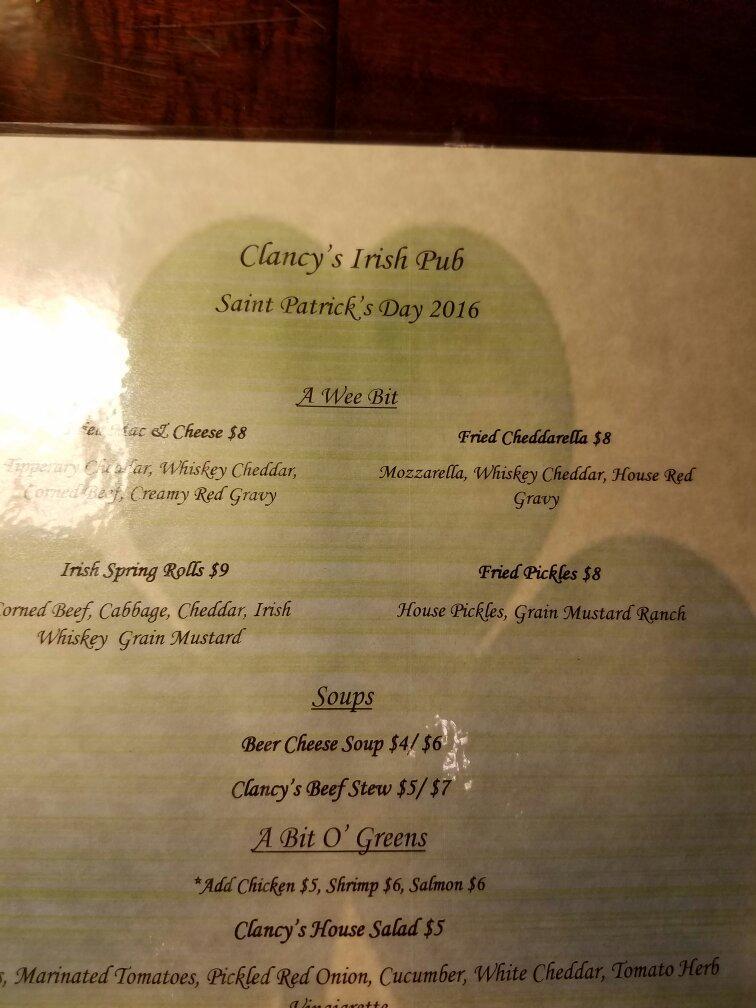 Clancy's Irish Pub
Saint Patrick's Day 2016
A Wee Bit
& Cheese $8
Tipperary Cheddar, Whiskey Cheddar,
Corned Beef, Creamy Red Gravy
Fried Cheddarella $8
Mozzarella, Whiskey Cheddar, House Red
Gravy
Irish Spring Rolls $9
Corned Beef, Cabbage, Cheddar, Irish
Whiskey Grain Mustard
Fried Pickles $8
House Pickles, Grain Mustard Ranch
Soups
Beer Cheese Soup $4/ $6
Clancy's Beef Stew $5/ $7
A Bit O' Greens
*Add Chicken $5, Shrimp $6, Salmon $6
Clancy's House Salad $5
Marinated Tomatoes, Pickled Red Onion, Cucumber, White Cheddar, Tomato Herb
Vinaigrette